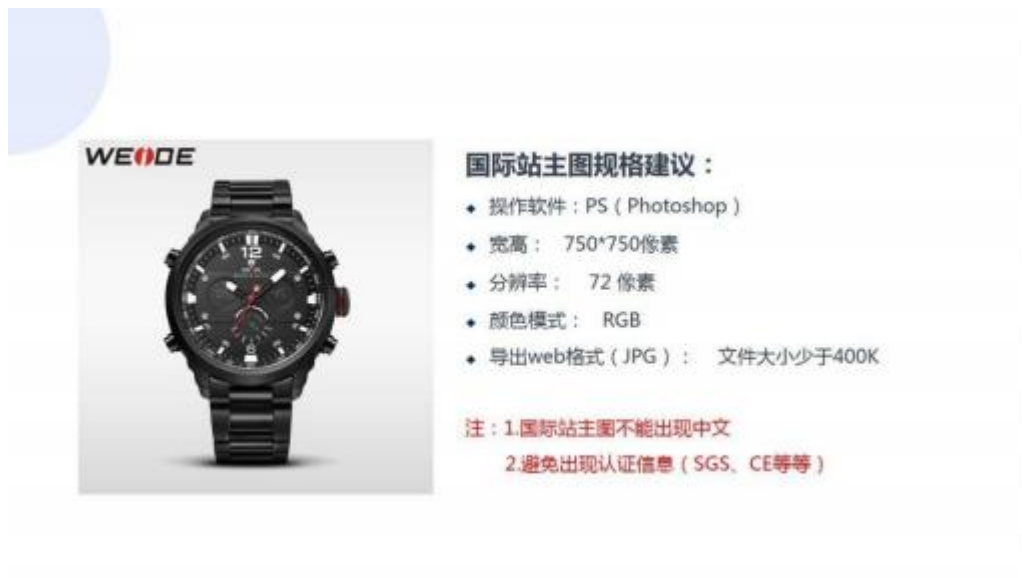 WEIDE
国际站主图规格建议：
操作软件：PS（Photoshop）
宽高： 750*750像素
分辨率： 72 像素
颜色模式： RGB
导出web格式（JPG）： 文件大小少于400K
注：1.国际站主图不能出现中文
2.避免出现认证信息（SGS、CE等等）
12